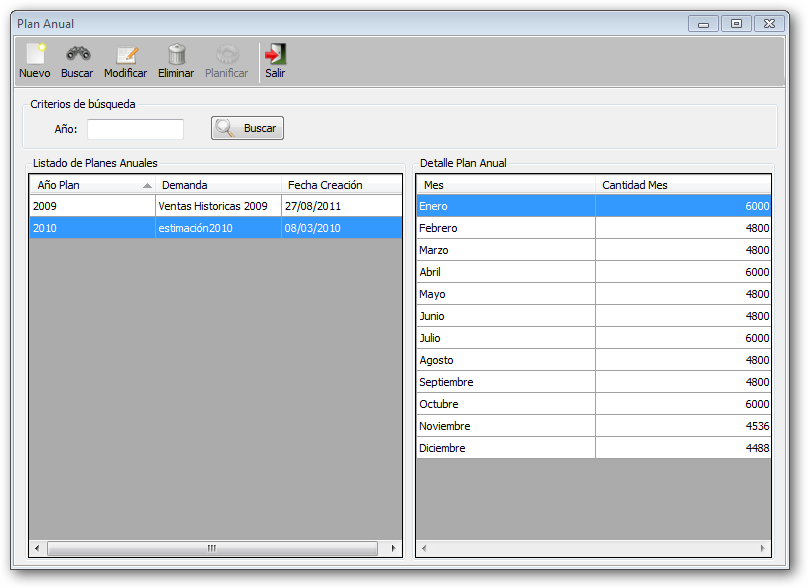 Plan Anual
Nuevo Buscar Modificar Eliminar Planificar Salir
Criterios de búsqueda
Año: Buscar
Listado de Planes Anuales
Año Plan Demanda Fecha Creación
2009 Ventas Historicas 2009 27/08/2011
2010 estimación2010 08/03/2010
Detalle Plan Anual
Mes Cantidad Mes
Enero 6000
Febrero 4800
Marzo 4800
Abril 6000
Mayo 4800
Junio 4800
Julio 6000
Agosto 4800
Septiembre 4800
Octubre 6000
Noviembre 4536
Diciembre 4488